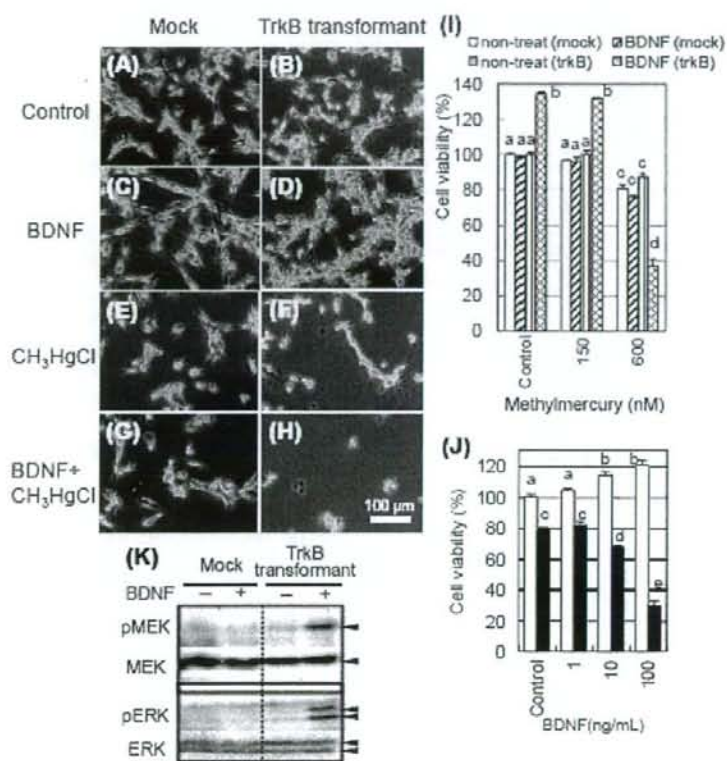 Mock TrkB transformant
(A) (B)
Control
(C) (D)
BDNF
(E) (F)
CH₃HgCl
(G) (H)
BDNF+
CH₃HgCl
100 µm
(I)
non-treat (mock) BDNF (mock)
non-treat (trkB) BDNF (trkB)
Cell viability (%)
140
120
100
80
60
40
20
0
a a a b
a a a b
c c c d
Control 150 600
Methylmercury (nM)
(J)
Cell viability (%)
120
100
80
60
40
20
0
a c a c b d b e
Control 1 10 100
BDNF(ng/mL)
(K)
Mock TrkB transformant
BDNF – + – +
pMEK
MEK
pERK
ERK